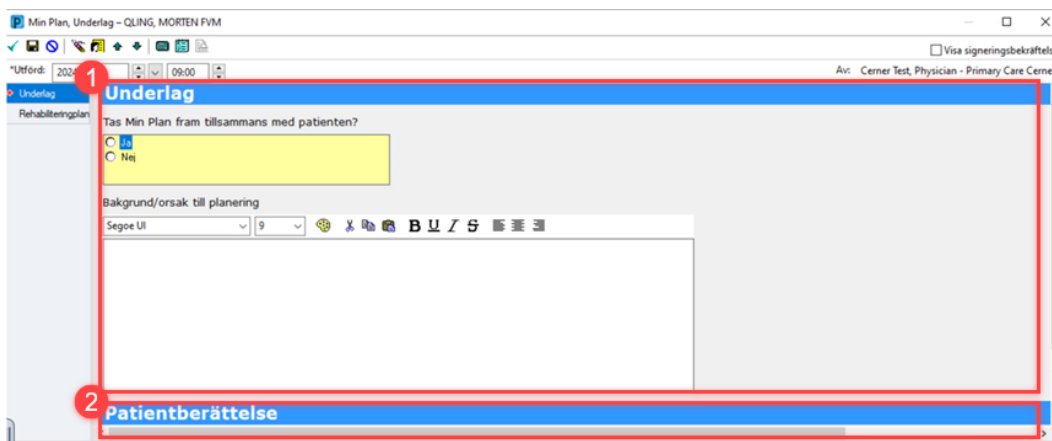 Min Plan, Underlag – QLING, MORTEN FVM
Visa signeringsbekräftels
*Utförd: 2024 09:00 Av: Cerner Test, Physician - Primary Care Cerne
1
Underlag
Underlag
Rehabiliteringplan
Tas Min Plan fram tillsammans med patienten?
Ja
Nej
Bakgrund/orsak till planering
Segoe UI 9 B U I S
2
Patientberättelse